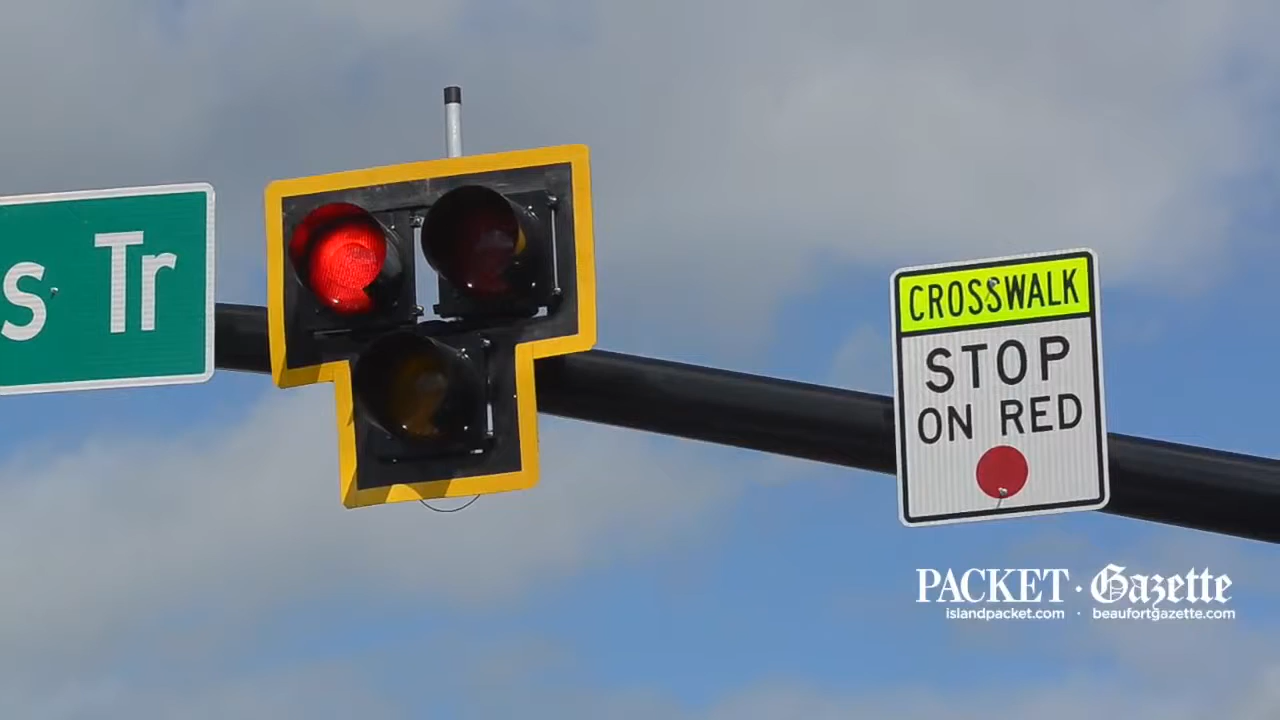 s Tr
CROSSWALK
STOP
ON RED
PACKET · Gazette
islandpacket.com · beaufortgazette.com